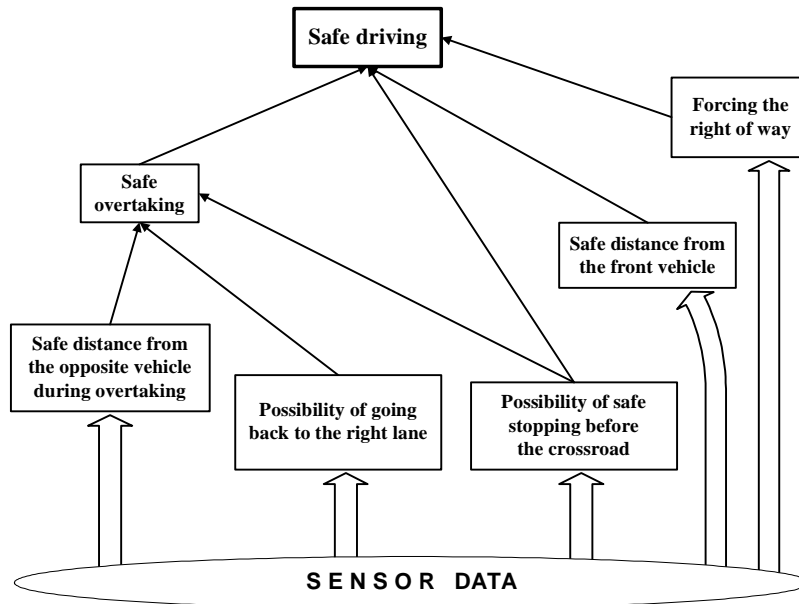 Safe driving
Forcing the
right of way
Safe
overtaking
Safe distance from
the front vehicle
Safe distance from
the opposite vehicle
during overtaking
Possibility of going
back to the right lane
Possibility of safe
stopping before
the crossroad
SENSOR DATA